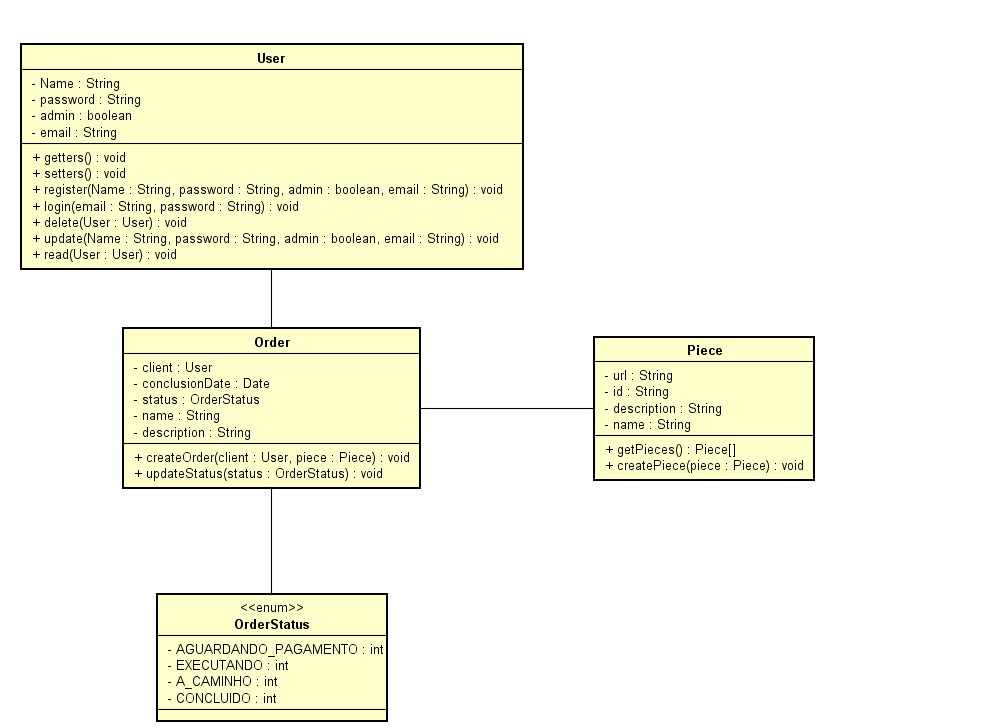 User
- Name : String
- password : String
- admin : boolean
- email : String
+ getters() : void
+ setters() : void
+ register(Name : String, password : String, admin : boolean, email : String) : void
+ login(email : String, password : String) : void
+ delete(User : User) : void
+ update(Name : String, password : String, admin : boolean, email : String) : void
+ read(User : User) : void
Order
- client : User
- conclusionDate : Date
- status : OrderStatus
- name : String
- description : String
+ createOrder(client : User, piece : Piece) : void
+ updateStatus(status : OrderStatus) : void
Piece
- url : String
- id : String
- description : String
- name : String
+ getPieces() : Piece[]
+ createPiece(piece : Piece) : void
<<enum>>
OrderStatus
- AGUARDANDO_PAGAMENTO : int
- EXECUTANDO : int
- A_CAMINHO : int
- CONCLUIDO : int